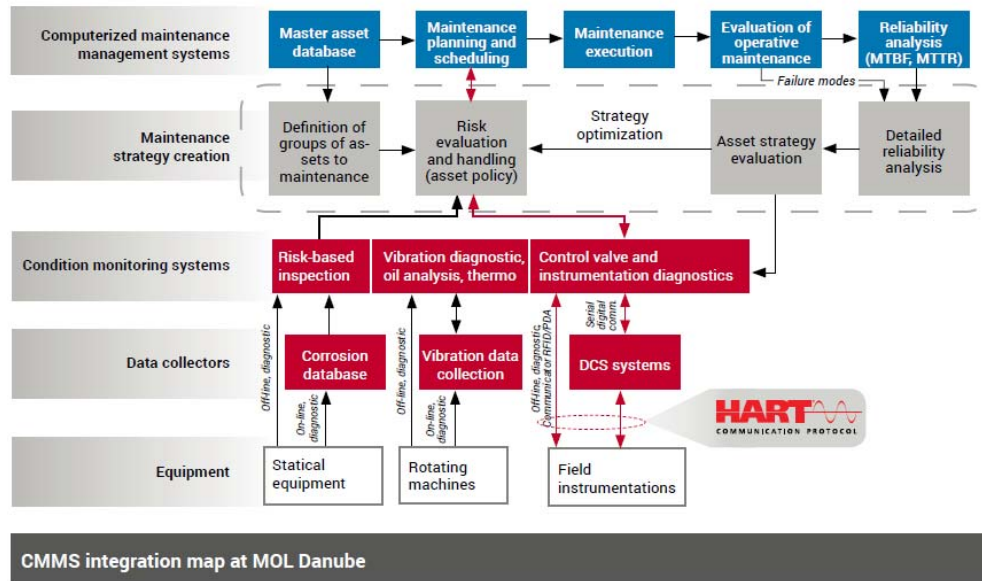 Computerized maintenance
management systems
Master asset
database
Maintenance
planning and
scheduling
Maintenance
execution
Evaluation of
operative
maintenance
Reliability
analysis
(MTBF, MTTR)
Failure modes
Maintenance
strategy creation
Definition of
groups of as-
sets to
maintenance
Risk
evaluation
and handling
(asset policy)
Strategy
optimization
Asset strategy
evaluation
Detailed
reliability
analysis
Condition monitoring systems
Risk-based
inspection
Vibration diagnostic,
oil analysis, thermo
Control valve and
instrumentation diagnostics
Off-line, diagnostic
Off-line, diagnostic
Off-line, diagnostic,
Communicator RFID/PDA
Serial
digital
comm.
Data collectors
Corrosion
database
Vibration data
collection
DCS systems
On-line,
diagnostic
On-line,
diagnostic
HART
COMMUNICATION PROTOCOL
Equipment
Statical
equipment
Rotating
machines
Field
instrumentations
CMMS integration map at MOL Danube